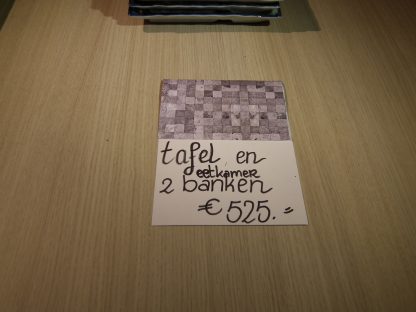 tafel en
eetkamer
2 banken
€ 525.=